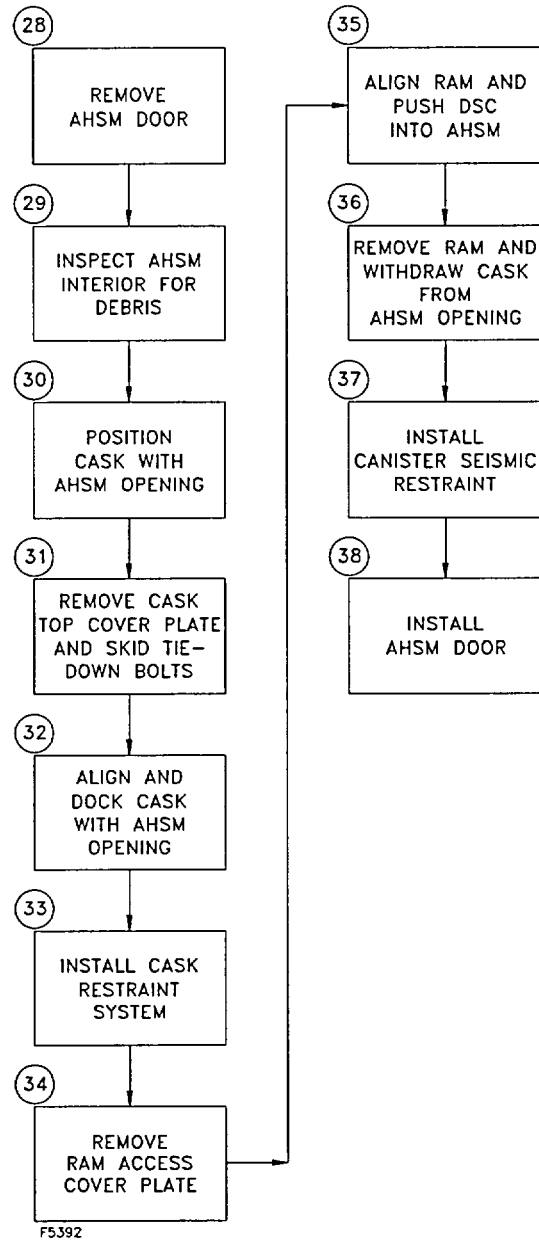 28
REMOVE
AHSM DOOR
29
INSPECT AHSM
INTERIOR FOR
DEBRIS
30
POSITION
CASK WITH
AHSM OPENING
31
REMOVE CASK
TOP COVER PLATE
AND SKID TIE-
DOWN BOLTS
32
ALIGN AND
DOCK CASK
WITH AHSM
OPENING
33
INSTALL CASK
RESTRAINT
SYSTEM
34
REMOVE
RAM ACCESS
COVER PLATE
F5392
35
ALIGN RAM AND
PUSH DSC
INTO AHSM
36
REMOVE RAM AND
WITHDRAW CASK
FROM
AHSM OPENING
37
INSTALL
CANISTER SEISMIC
RESTRAINT
38
INSTALL
AHSM DOOR